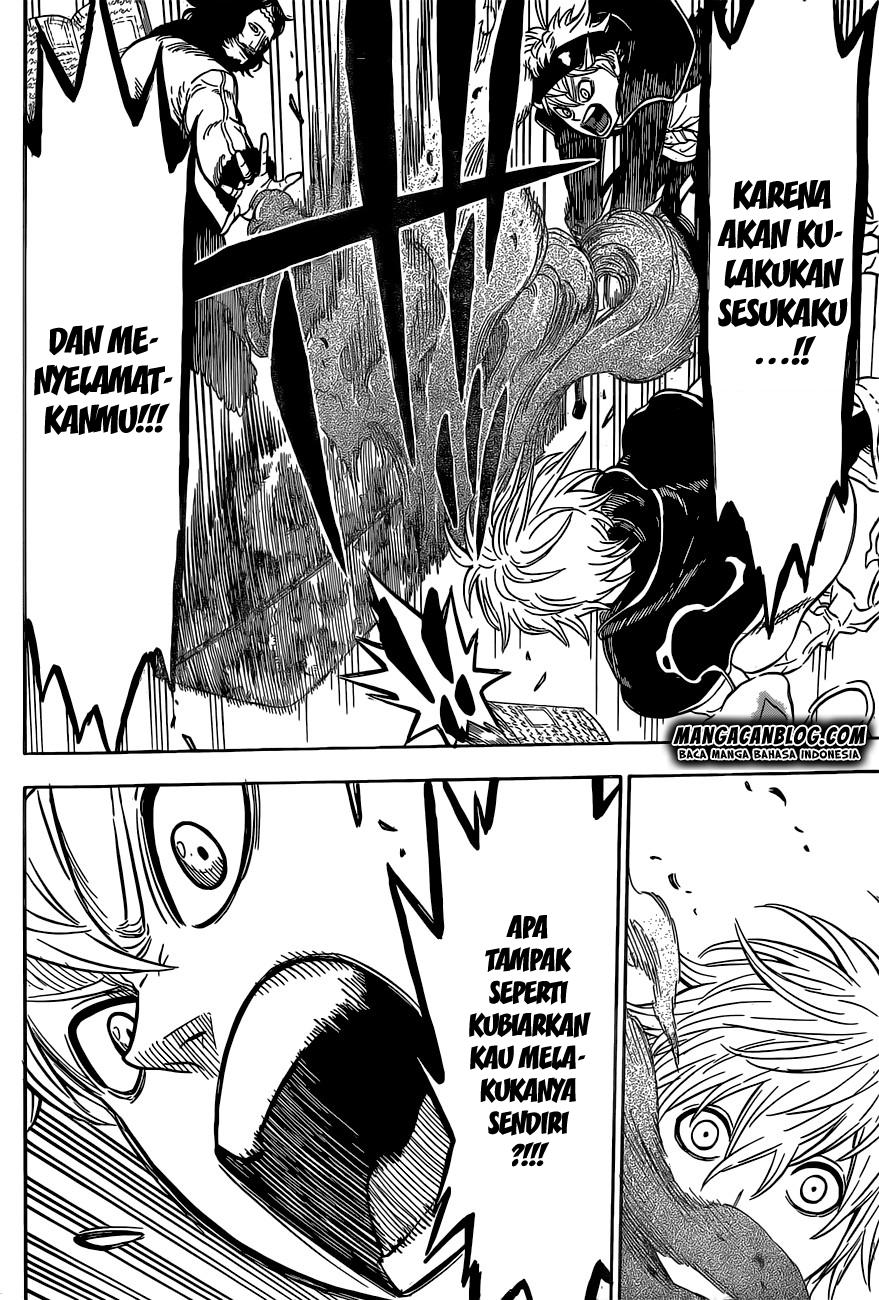 KARENA
AKAN KU-
LAKUKAN
SESUKAKU
...!!
DAN ME-
NYELAMAT-
KANMU!!!
!!
MANGACANBLOG.COM
BACA MANGA BAHASA INDONESIA
APA
TAMPAK
SEPERTI
KUBIARKAN
KAU MELA-
KUKANYA
SENDIRI
?!!!